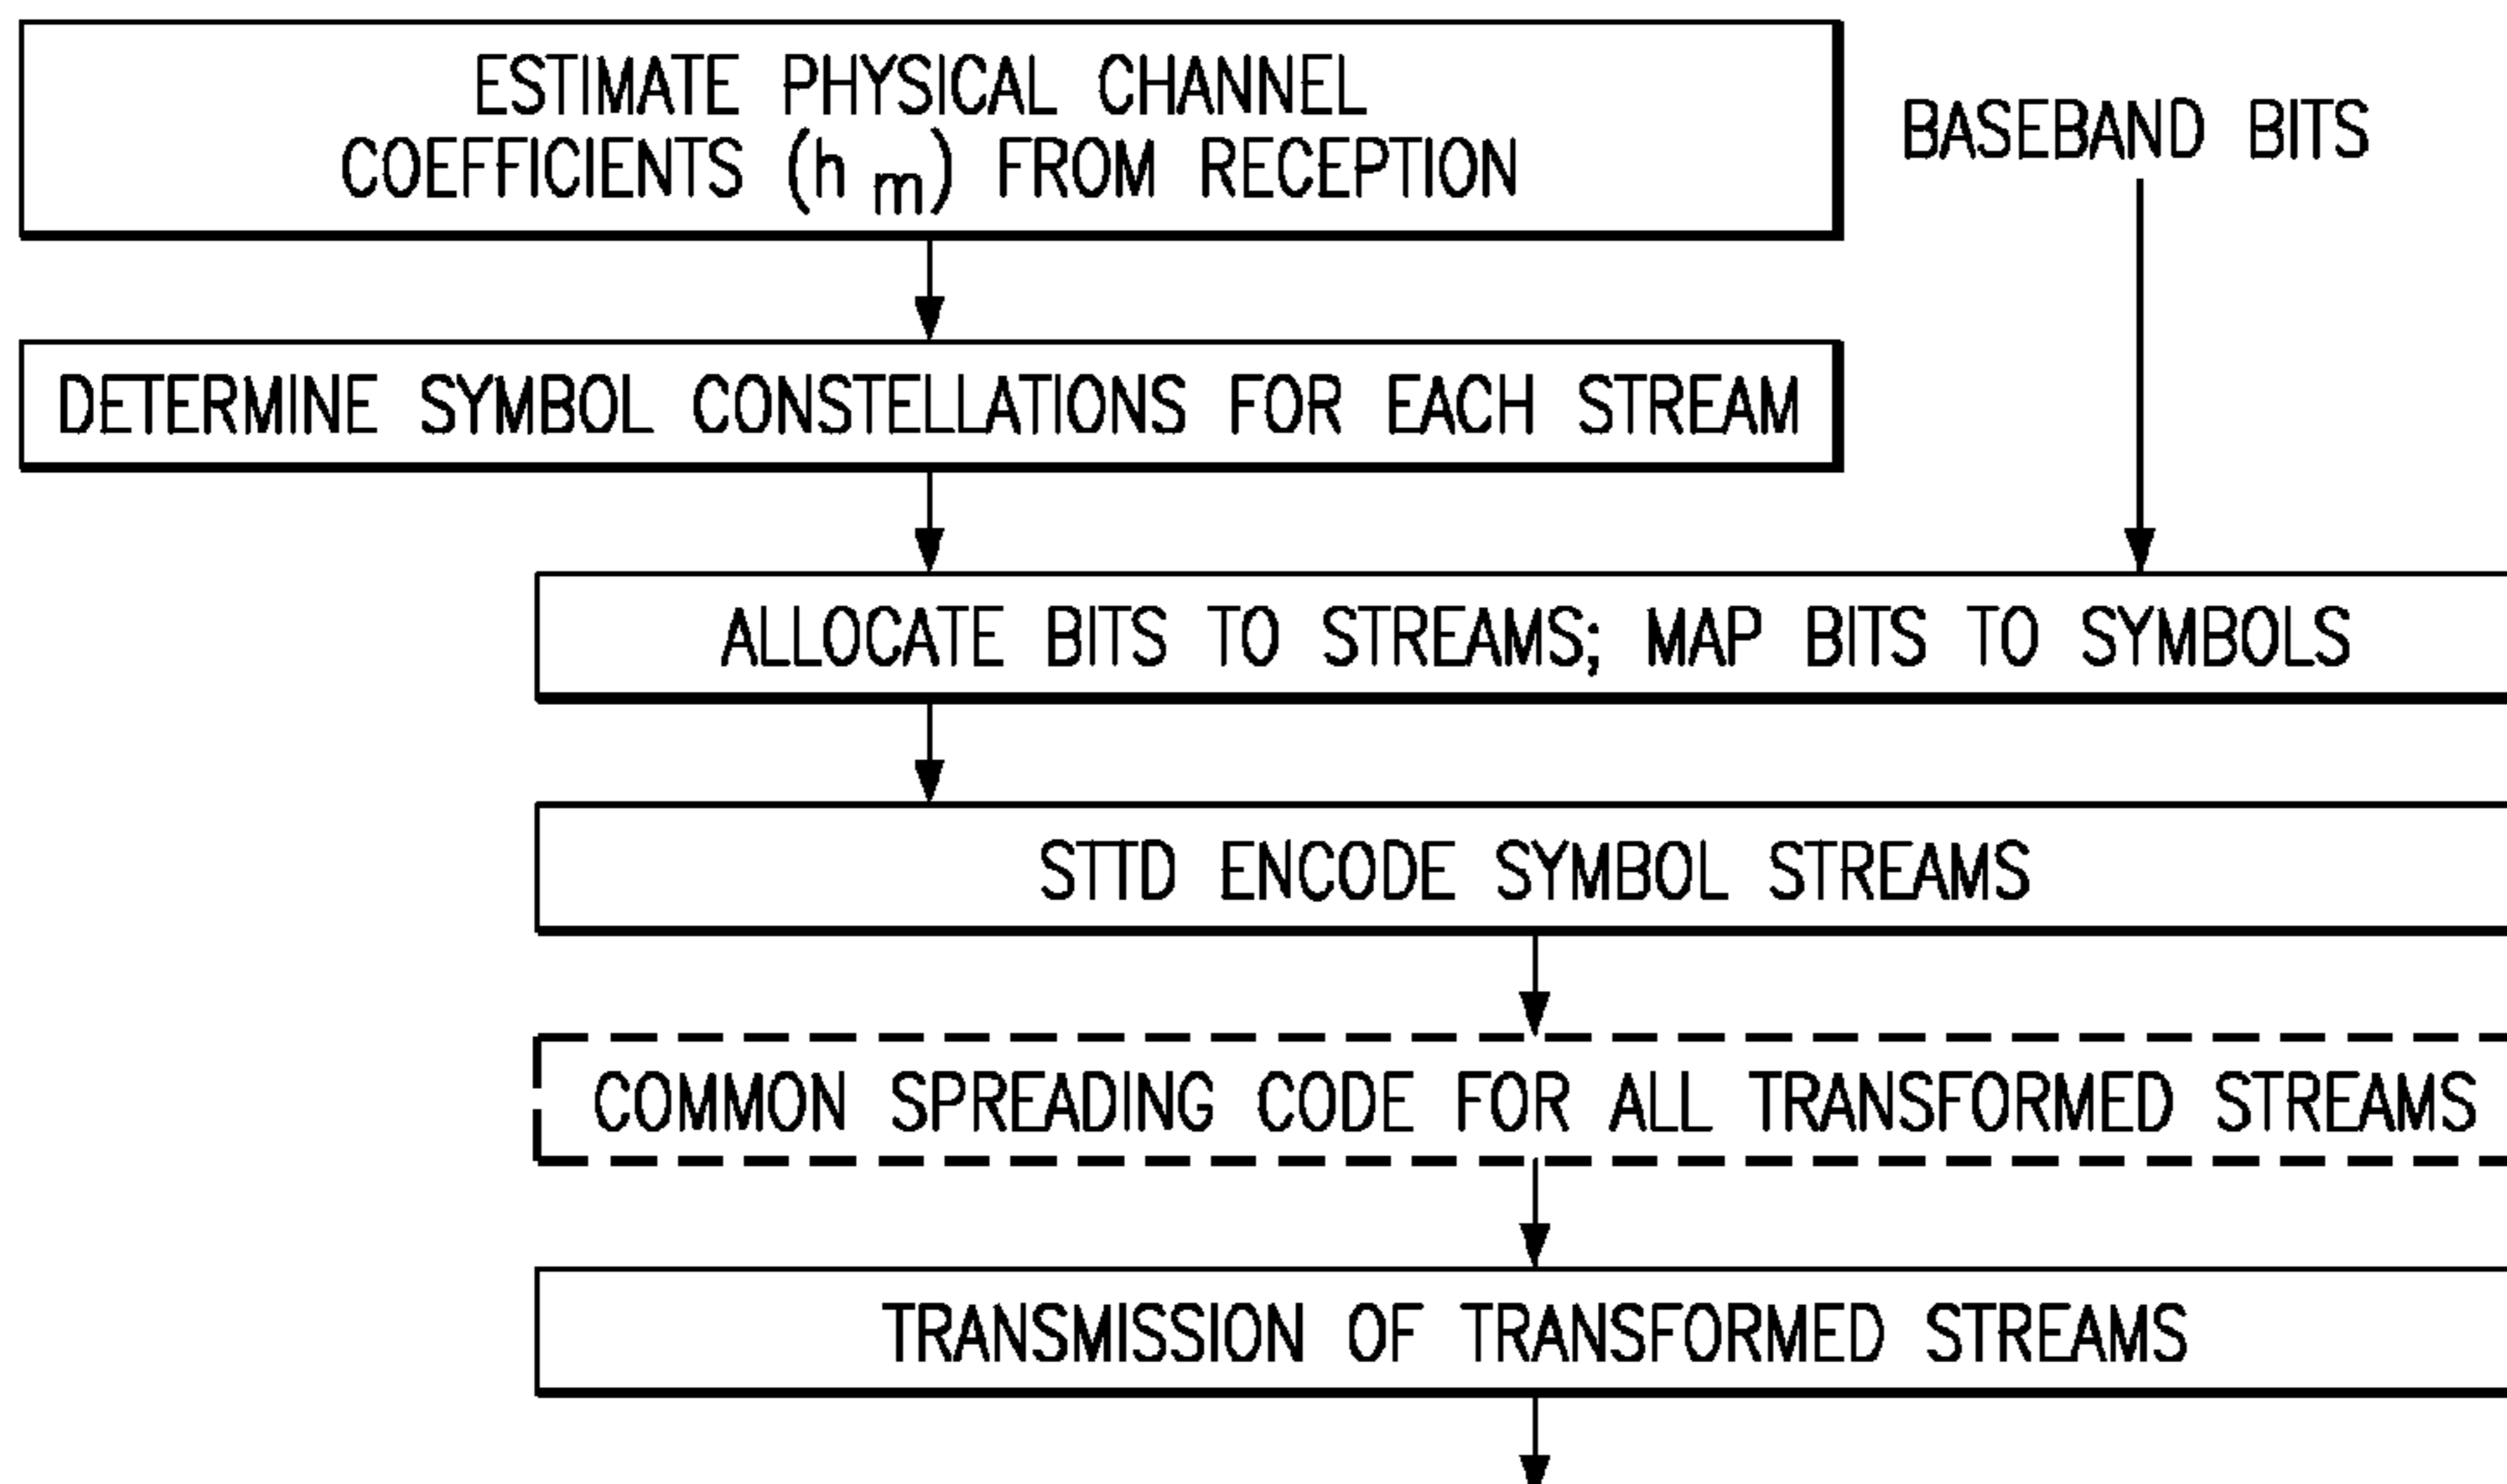 ESTIMATE PHYSICAL CHANNEL
COEFFICIENTS (h m) FROM RECEPTION
BASEBAND BITS
DETERMINE SYMBOL CONSTELLATIONS FOR EACH STREAM
ALLOCATE BITS TO STREAMS; MAP BITS TO SYMBOLS
STTD ENCODE SYMBOL STREAMS
COMMON SPREADING CODE FOR ALL TRANSFORMED STREAMS
TRANSMISSION OF TRANSFORMED STREAMS